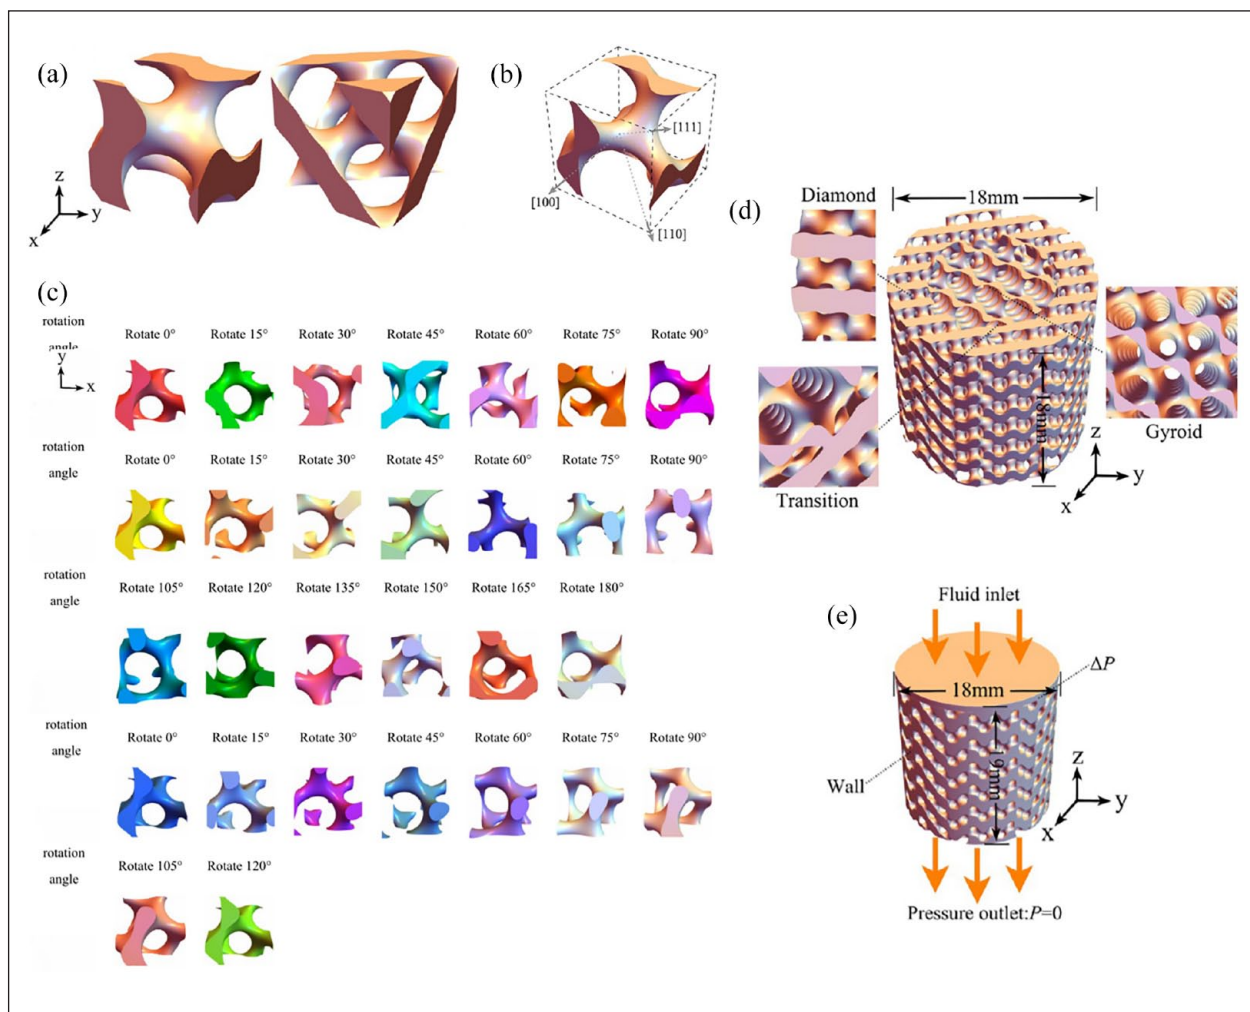 (a)
z
y
x
(b)
[111]
[100]
[110]
(c)
rotation
angle
Rotate 0° Rotate 15° Rotate 30° Rotate 45° Rotate 60° Rotate 75° Rotate 90°
y
x
rotation
angle
Rotate 0° Rotate 15° Rotate 30° Rotate 45° Rotate 60° Rotate 75° Rotate 90°
rotation
angle
Rotate 105° Rotate 120° Rotate 135° Rotate 150° Rotate 165° Rotate 180°
rotation
angle
Rotate 0° Rotate 15° Rotate 30° Rotate 45° Rotate 60° Rotate 75° Rotate 90°
rotation
angle
Rotate 105° Rotate 120°
(d)
Diamond
18mm
18mm
Gyroid
Transition
z
y
x
(e)
Fluid inlet
ΔP
18mm
19mm
Wall
z
y
x
Pressure outlet:P=0